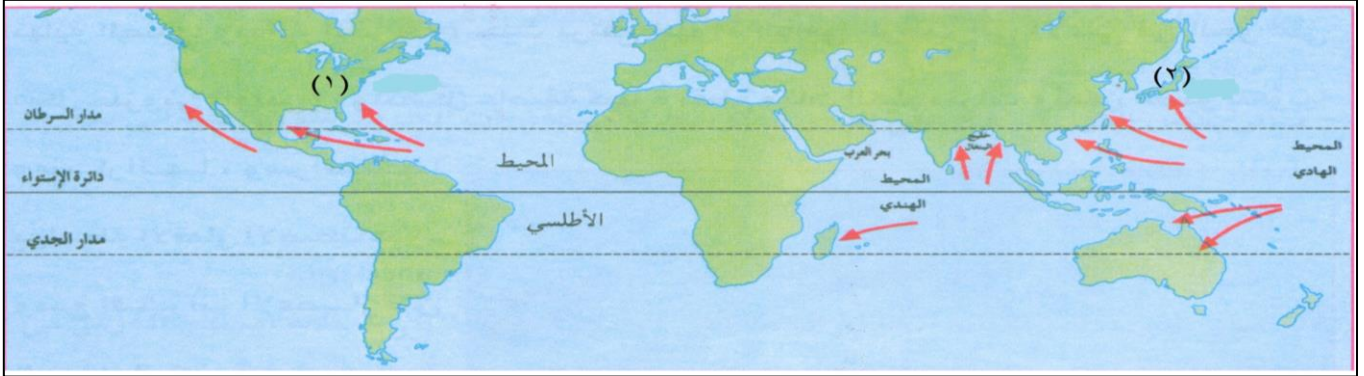 (١)
(٢)
مدار السرطان
خليج
البنغال
بحر العرب
المحيط
الهادي
المحيط
دائرة الإستواء
المحيط
الهندي
الأطلسي
مدار الجدي